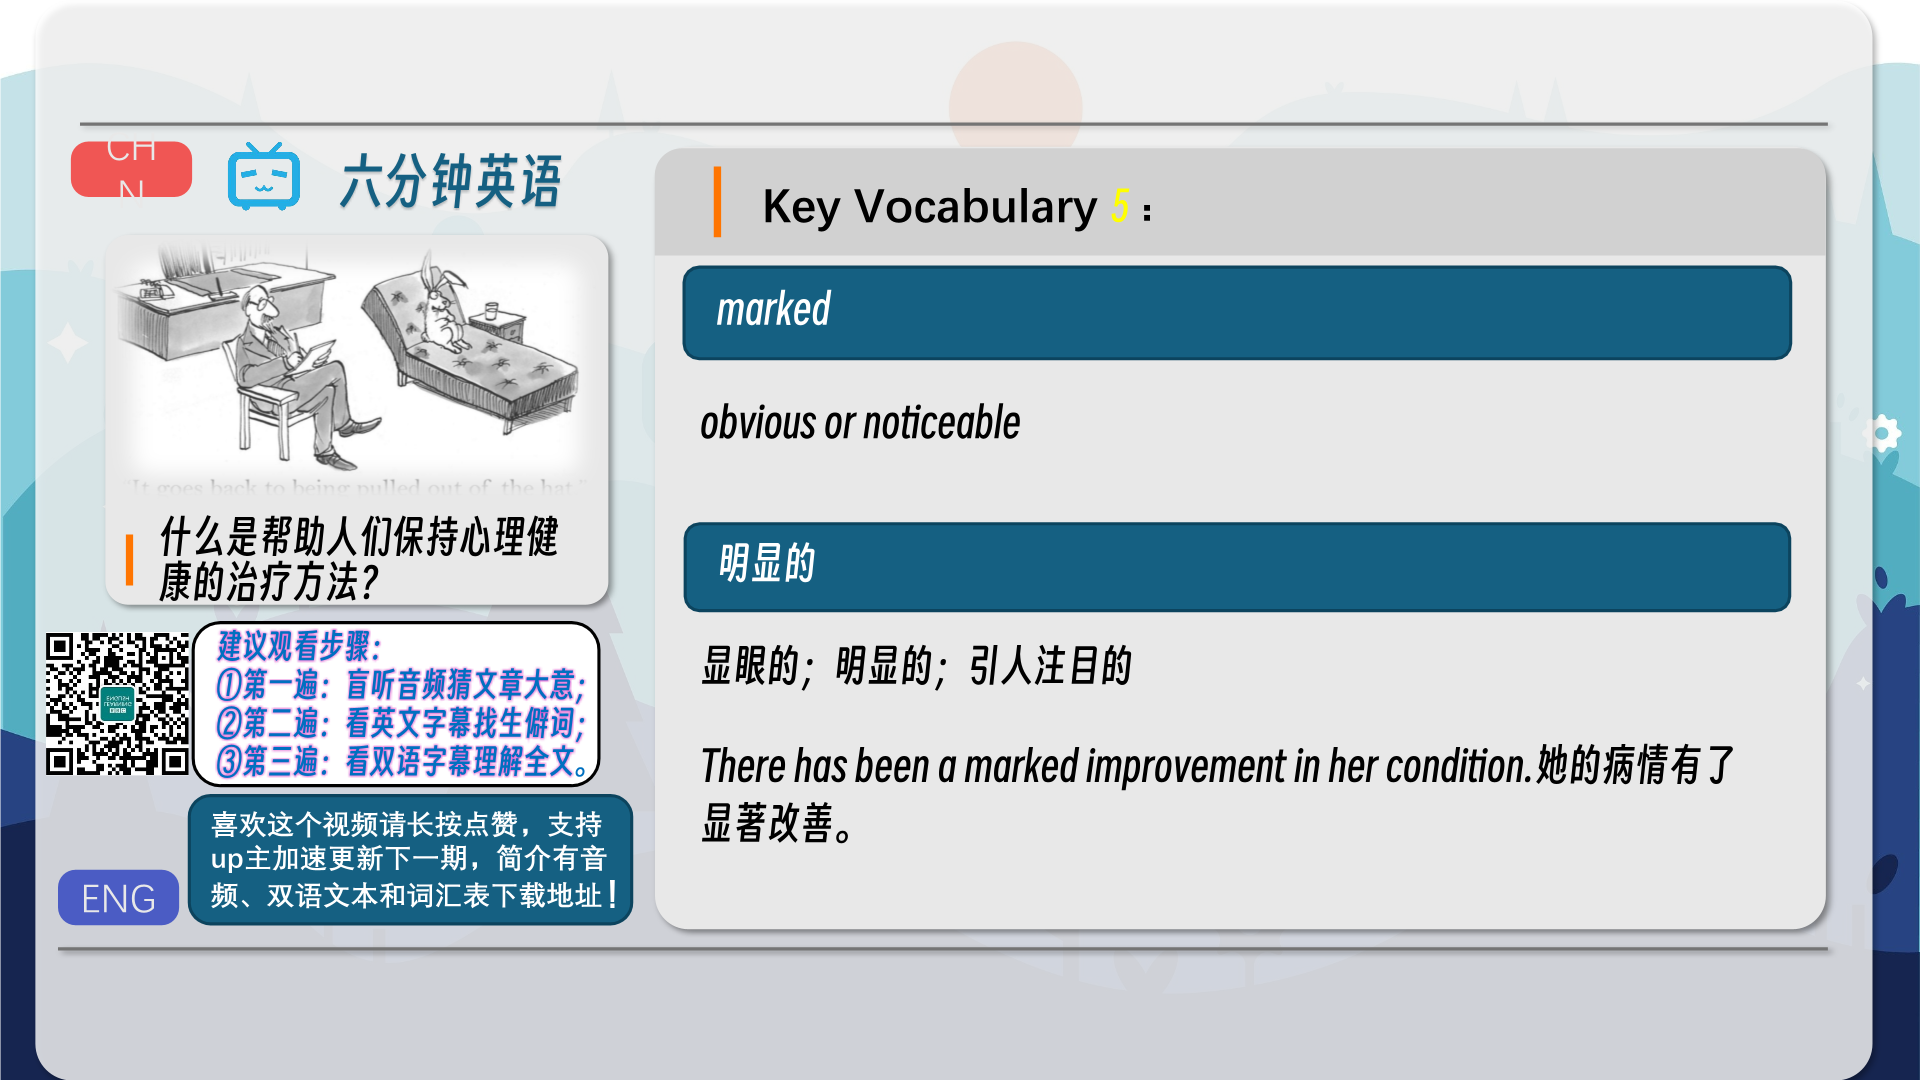 CH
N
六分钟英语
"It goes back to being pulled out of the hat."
什么是帮助人们保持心理健
康的治疗方法？
建议观看步骤：
①第一遍：盲听音频猜文章大意；
②第二遍：看英文字幕找生僻词；
③第三遍：看双语字幕理解全文。
喜欢这个视频请长按点赞，支持
up主加速更新下一期，简介有音
频、双语文本和词汇表下载地址！
ENG
Key Vocabulary 5：
marked
obvious or noticeable
明显的
显眼的；明显的；引人注目的
There has been a marked improvement in her condition.她的病情有了
显著改善。